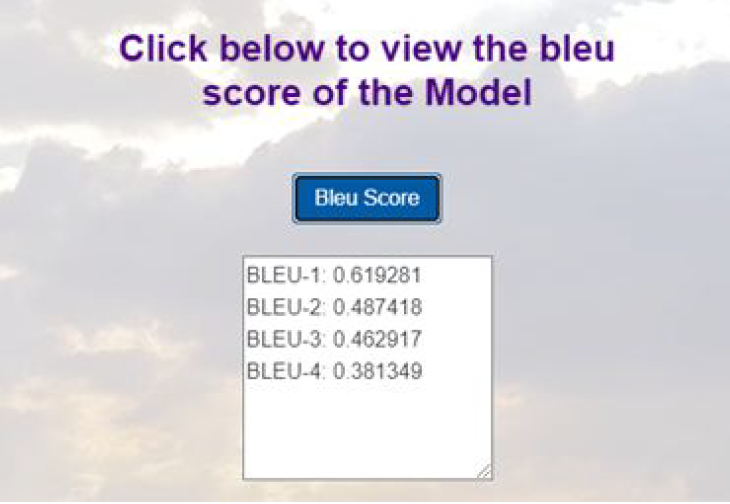 Click below to view the bleu
score of the Model
Bleu Score
BLEU-1: 0.619281
BLEU-2: 0.487418
BLEU-3: 0.462917
BLEU-4: 0.381349